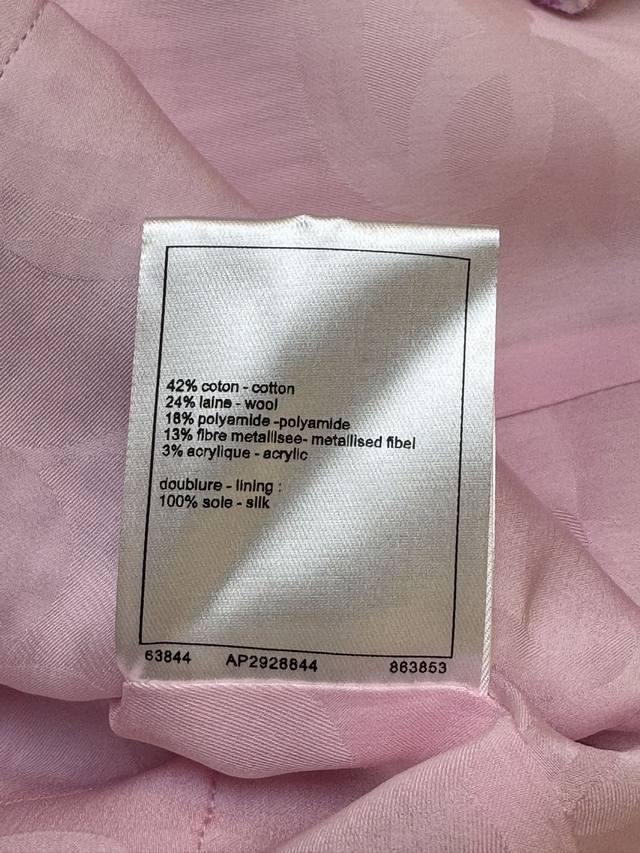 42% coton - cotton
24% laine - wool
18% polyamide -polyamide
13% fibre metallisee- metallised fibel
3% acrylique - acrylic
doublure - lining :
100% soie - silk
63844 AP2928844 863853